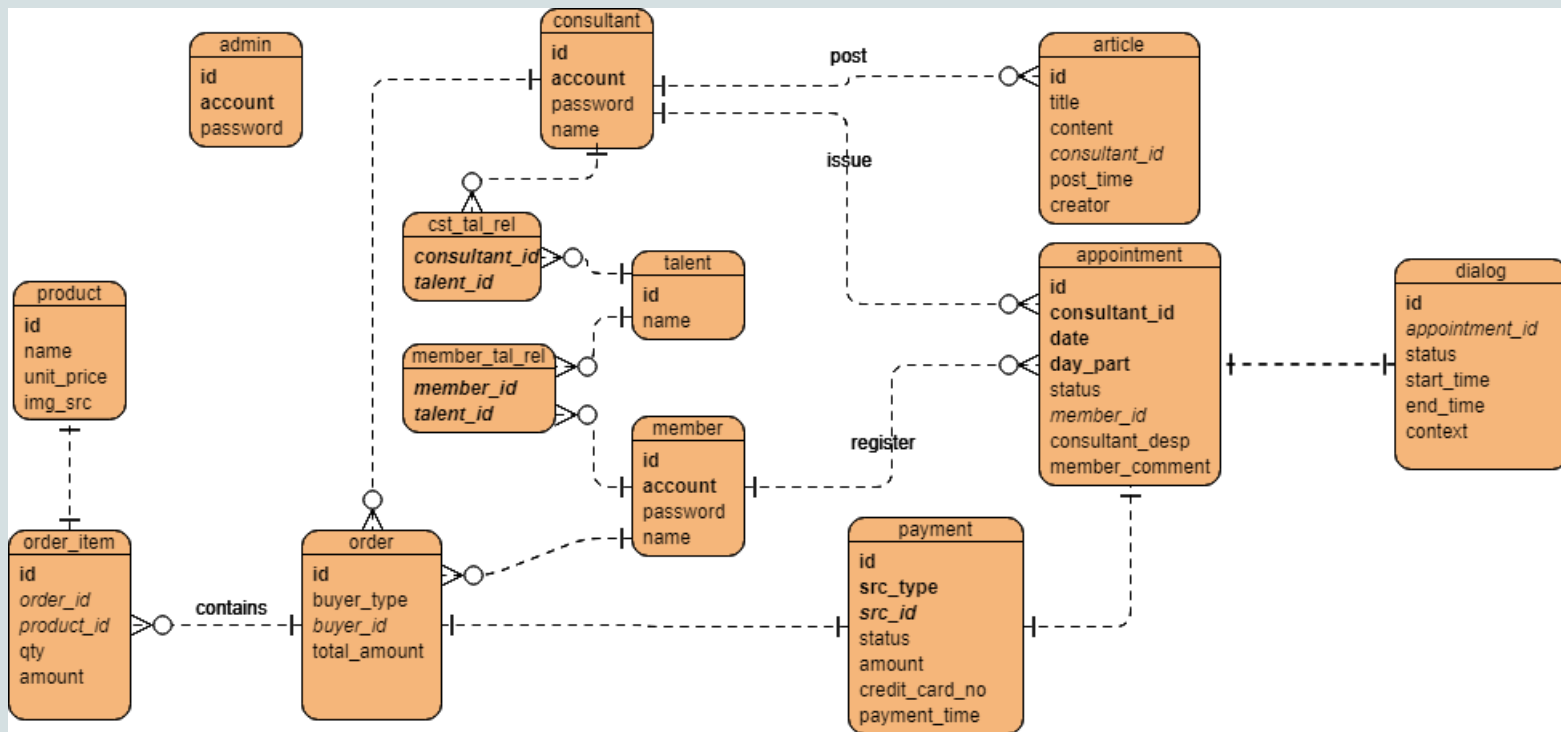 consultant
id
account
password
name
admin
id
account
password
post
article
id
title
content
consultant_id
post_time
creator
issue
cst_tal_rel
consultant_id
talent_id
talent
id
name
appointment
id
consultant_id
date
day_part
status
member_id
consultant_desp
member_comment
dialog
id
appointment_id
status
start_time
end_time
context
product
id
name
unit_price
img_src
member_tal_rel
member_id
talent_id
member
id
account
password
name
register
order_item
id
order_id
product_id
qty
amount
contains
order
id
buyer_type
buyer_id
total_amount
payment
id
src_type
src_id
status
amount
credit_card_no
payment_time